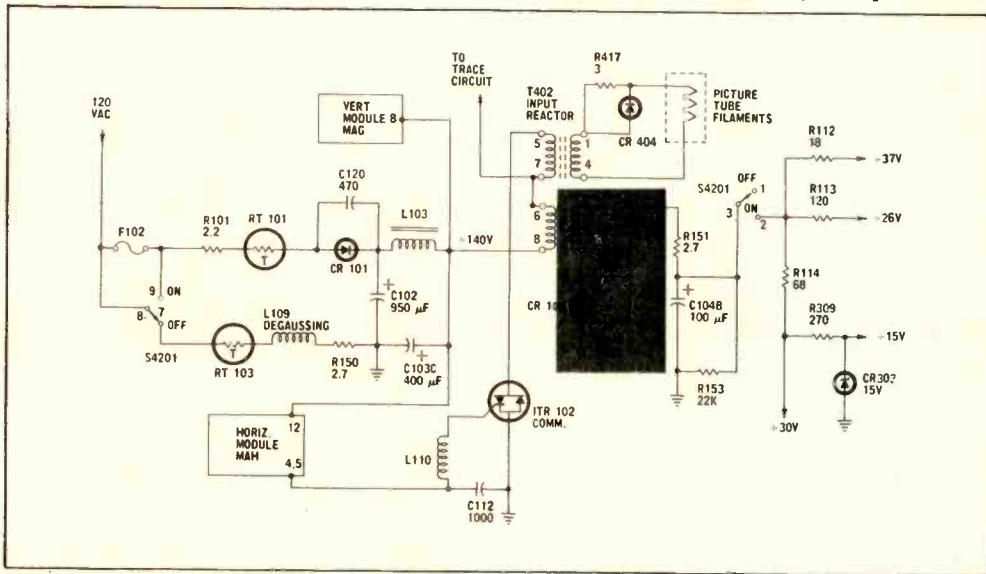 120
VAC
F102
R101
2.2
RT 101
T
C120
470
CR 101
L103
VERT
MODULE 8
MAG
TO
TRACE
CIRCUIT
T402
INPUT
REACTOR
R417
3
CR 404
PICTURE
TUBE
FILAMENTS
5
7
1
4
6
8
+140V
9 ON
8
7
OFF
S4201
RT 103
T
L109
DEGAUSSING
R150
2.7
C102
950 µF
C103C
400 µF
HORIZ.
MODULE
MAH
12
4,5
L110
C112
1000
ITR 102
COMM.
R151
2.7
C104B
100 µF
R153
22K
S4201
OFF
1
3
ON
2
R112
18
+37V
R113
120
+26V
R114
68
R309
270
+15V
15V
+30V